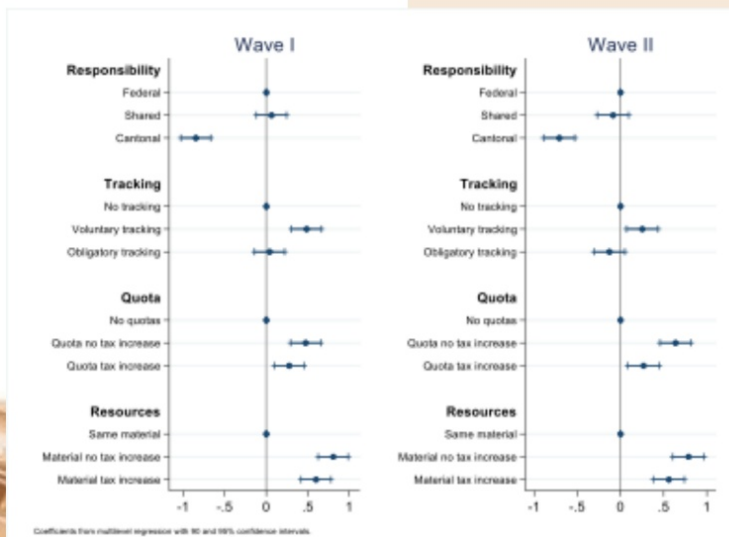 Wave I
Responsibility
Federal
Shared
Cantonal
Tracking
No tracking
Voluntary tracking
Obligatory tracking
Quota
No quotas
Quota no tax increase
Quota tax increase
Resources
Same material
Material no tax increase
Material tax increase
-1 -.5 0 .5 1
Wave II
Responsibility
Federal
Shared
Cantonal
Tracking
No tracking
Voluntary tracking
Obligatory tracking
Quota
No quotas
Quota no tax increase
Quota tax increase
Resources
Same material
Material no tax increase
Material tax increase
-1 -.5 0 .5 1
Coefficients from multilevel regression with 90 and 95% confidence intervals.